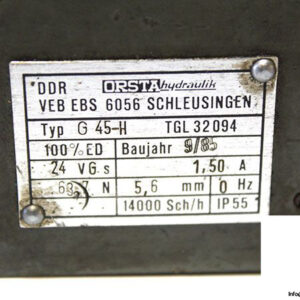 DDR ORSTA hydraulik
VEB EBS 6056 SCHLEUSINGEN
Typ G 45-H TGL 32094
100% ED Baujahr 9/85
24 V G s 1,50 A
N 5,6 mm 0 Hz
14000 Sch/h IP 55